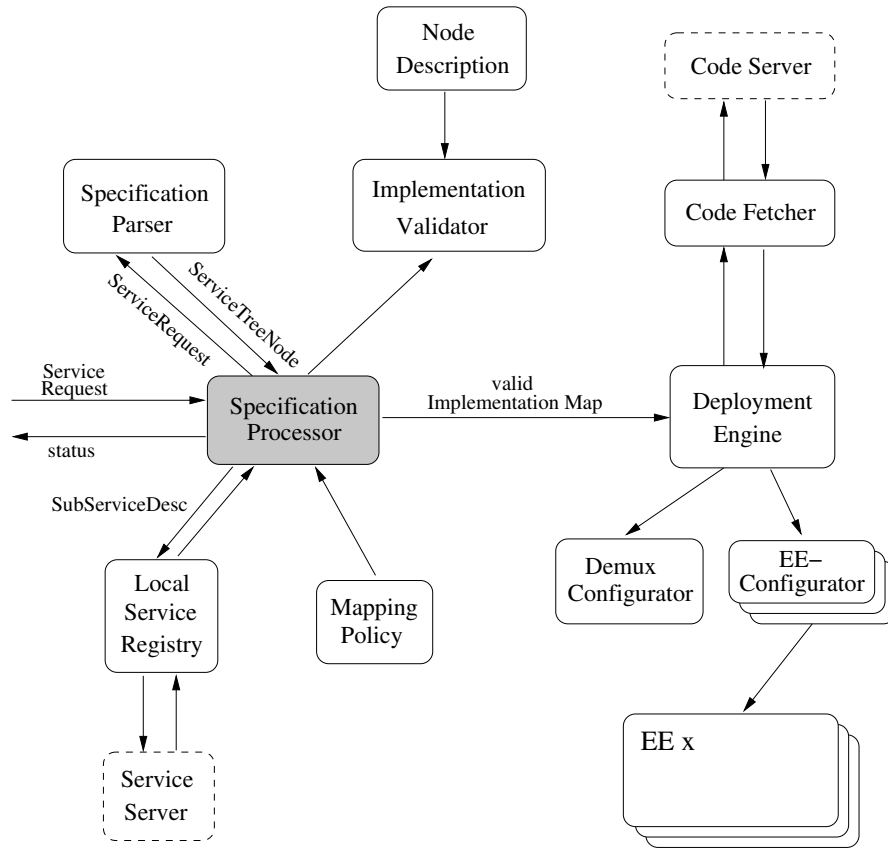 Node
Description
Code Server
Specification
Parser
Implementation
Validator
Code Fetcher
ServiceTreeNode
ServiceRequest
Service
Request
status
Specification
Processor
valid
Implementation Map
Deployment
Engine
SubServiceDesc
Local
Service
Registry
Mapping
Policy
Demux
Configurator
EE−
Configurator
EE x
Service
Server